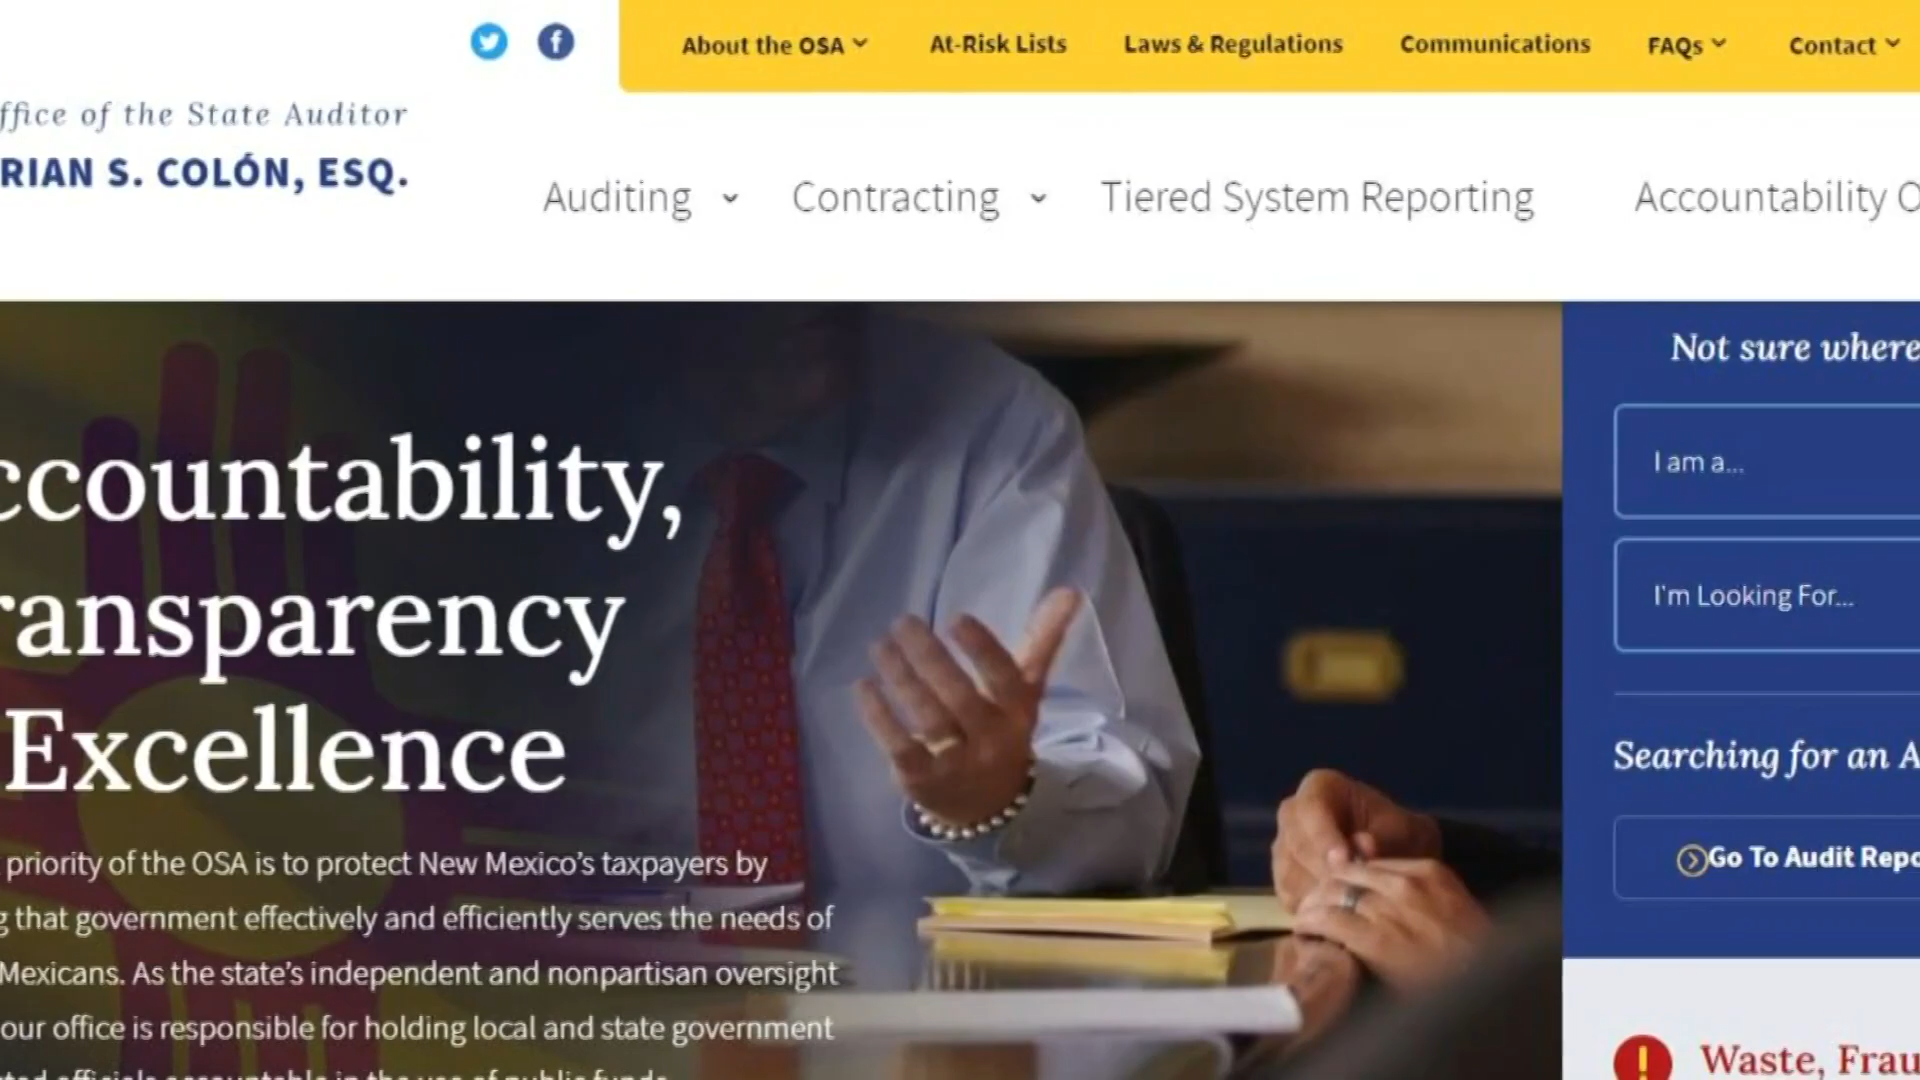 About the OSA
At-Risk Lists
Laws & Regulations
Communications
FAQs
Contact
ffice of the State Auditor
RIAN S. COLÓN, ESQ.
Auditing
Contracting
Tiered System Reporting
Accountability O
ccountability,
ransparency
Excellence
priority of the OSA is to protect New Mexico's taxpayers by
g that government effectively and efficiently serves the needs of
Mexicans. As the state's independent and nonpartisan oversight
our office is responsible for holding local and state government
Not sure where
I am a...
I'm Looking For...
Searching for an A
Go To Audit Repo
Waste, Frau